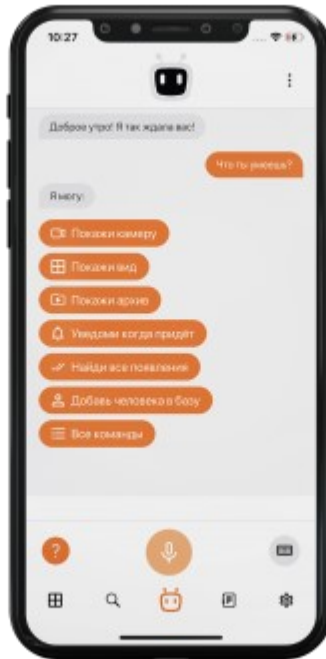 10:27
Доброе утро! Я так ждала вас!
Что ты умеешь?
Я могу:
Покажи камеру
Покажи вид
Покажи архив
Уведоми когда придёт
Найди все появления
Добавь человека в базу
Все команды
?